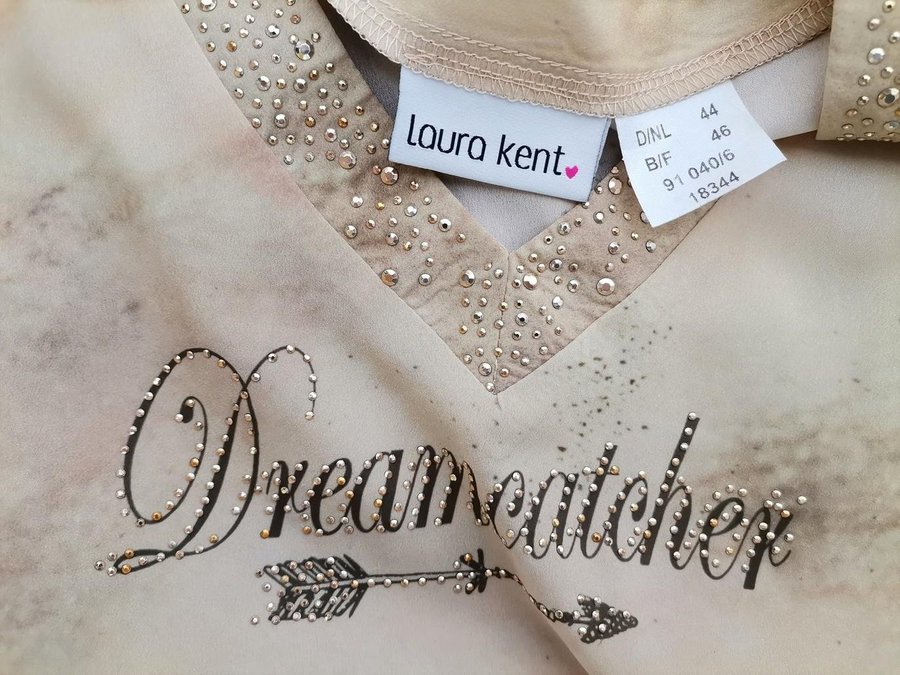 laura kent
D/NL 44
B/F 46
91 040/6
18344
Dreamcatcher